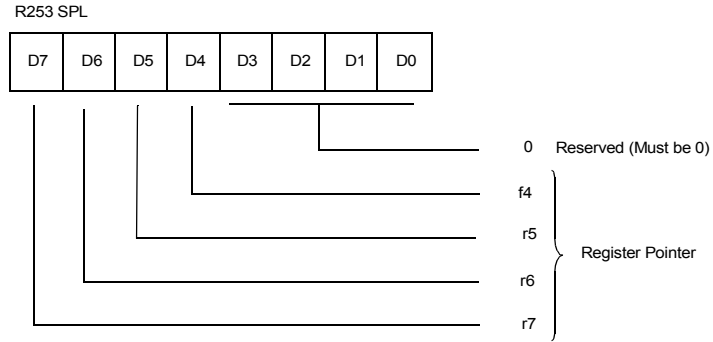 R253 SPL
D7 D6 D5 D4 D3 D2 D1 D0
0 Reserved (Must be 0)
f4
r5
Register Pointer
r6
r7